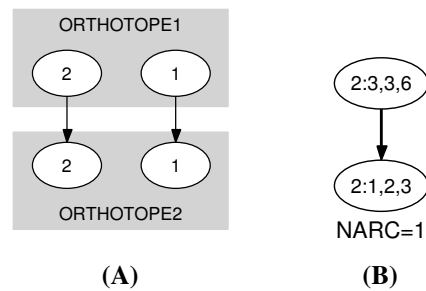 ORTHOTOPE1
2 1
2 1
ORTHOTOPE2
(A)
2:3,3,6
2:1,2,3
NARC=1
(B)